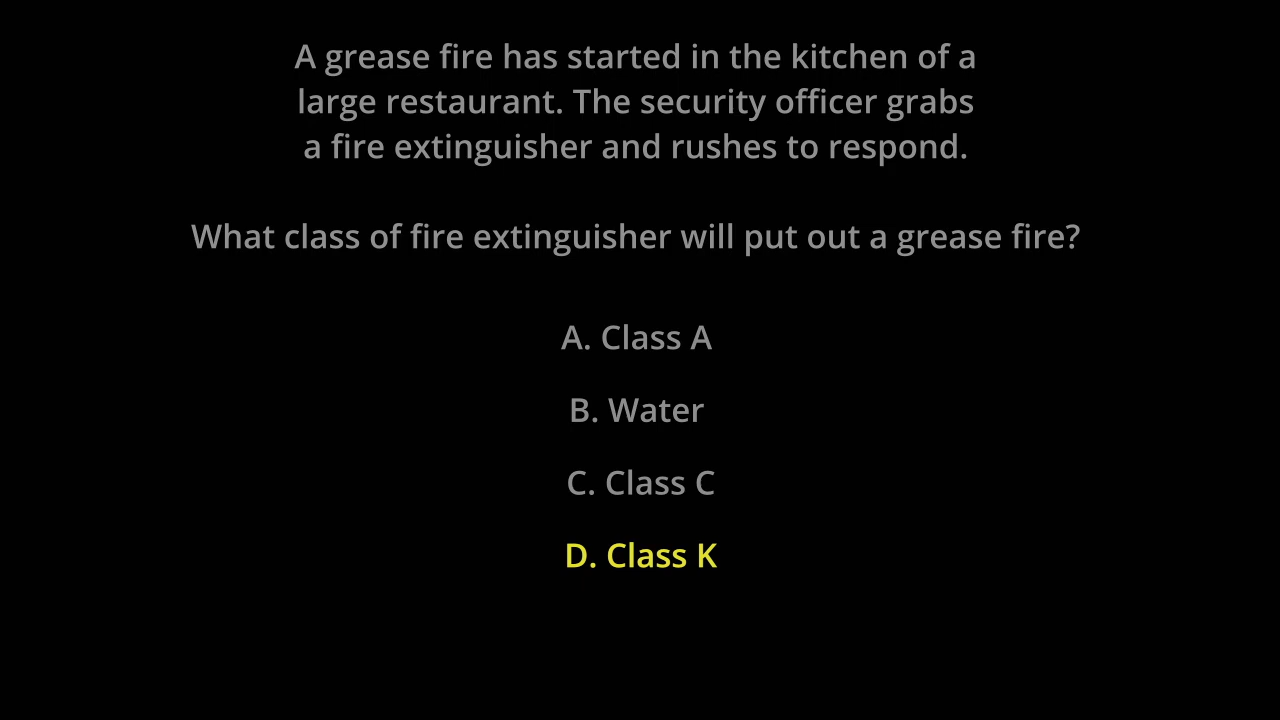 A grease fire has started in the kitchen of a
large restaurant. The security officer grabs
a fire extinguisher and rushes to respond.
What class of fire extinguisher will put out a grease fire?
A. Class A
B. Water
C. Class C
D. Class K